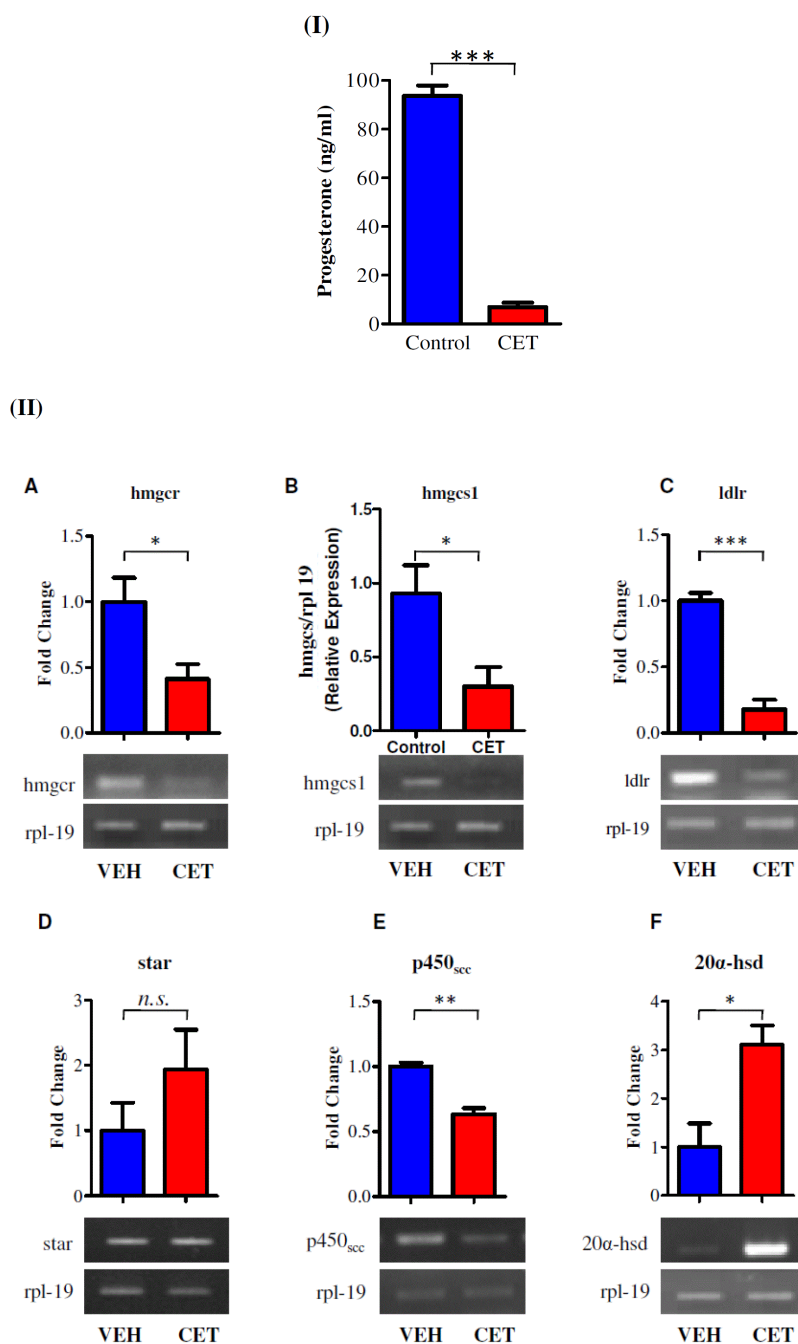 (I)
***
Progesterone (ng/ml)
100
80
60
40
20
0
Control CET
(II)
A hmgcr
Fold Change
1.5
1.0
0.5
0.0
*
hmgcr
rpl-19
VEH CET
B hmgcs1
hmgcs/rpl 19
(Relative Expression)
1.5
1.0
0.5
0.0
*
Control CET
hmgcs1
rpl-19
VEH CET
C ldlr
Fold Change
1.5
1.0
0.5
0.0
***
ldlr
rpl-19
VEH CET
D
star
Fold Change
3
2
1
0
n.s.
star
rpl-19
VEH CET
E
p450scc
Fold Change
1.5
1.0
0.5
0.0
**
p450scc
rpl-19
VEH CET
F
20α-hsd
Fold Change
4
3
2
1
0
*
20α-hsd
rpl-19
VEH CET